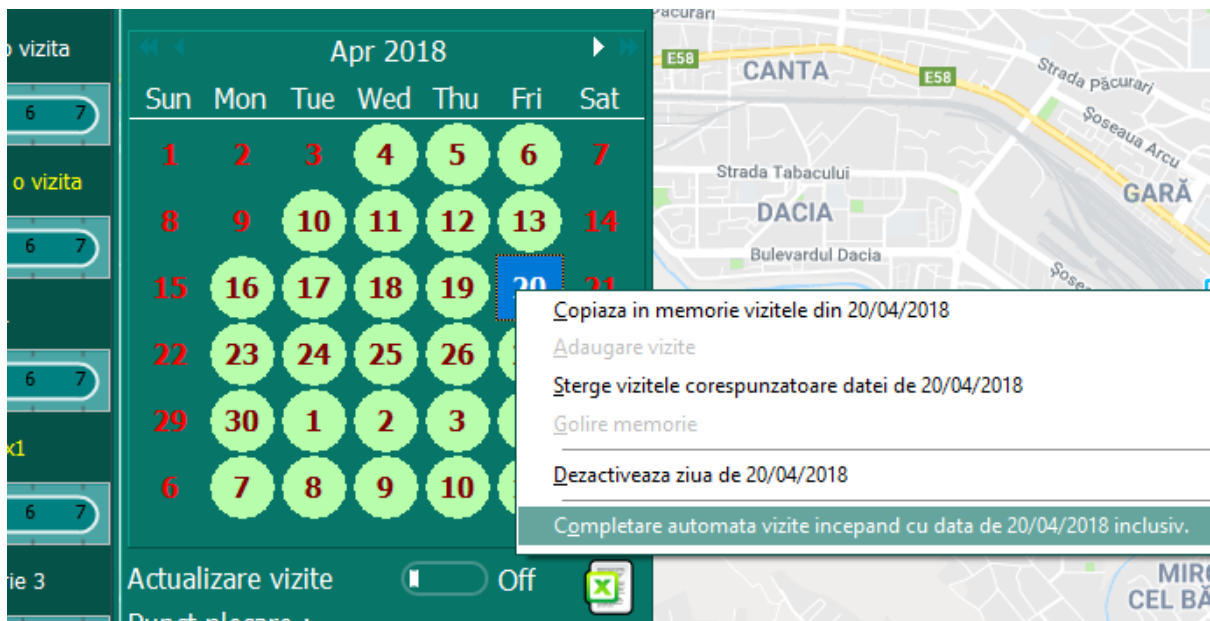 o vizita
6 7
o vizita
6 7
6 7
x1
6 7
rie 3
Apr 2018
Sun Mon Tue Wed Thu Fri Sat
1 2 3 4 5 6 7
8 9 10 11 12 13 14
15 16 17 18 19 20 21
22 23 24 25 26
29 30 1 2 3
6 7 8 9 10
Actualizare vizite Off
Punct plecare :
Copiaza in memorie vizitele din 20/04/2018
Adaugare vizite
Sterge vizitele corespunzatoare datei de 20/04/2018
Golire memorie
Dezactiveaza ziua de 20/04/2018
Completare automata vizite incepand cu data de 20/04/2018 inclusiv.
Păcurari
E58
CANTA
E58
Strada Păcurari
Șoseaua Arcu
Strada Tabacului
GARĂ
DACIA
Bulevardul Dacia
MIRO
CEL BĂ